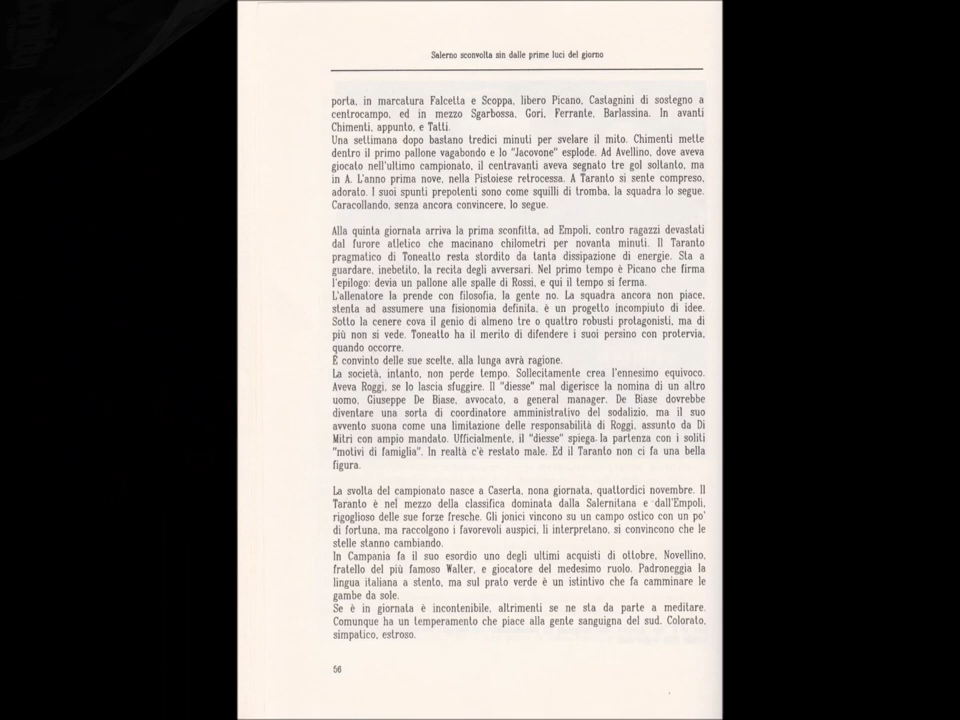 Salerno sconvolta sin dalle prime luci del giorno
porta, in marcatura Falcetta e Scoppa, libero Picano, Castagnini di sostegno a
centrocampo, ed in mezzo Sgarbossa, Gori, Ferrante, Barlassina. In avanti
Chimenti, appunto, e Tatti.
Una settimana dopo bastano tredici minuti per svelare il mito. Chimenti mette
dentro il primo pallone vagabondo e lo "Jacovone" esplode. Ad Avellino, dove aveva
giocato nell'ultimo campionato, il centravanti aveva segnato tre gol soltanto, ma
in A. L'anno prima nove, nella Pistoiese retrocessa. A Taranto si sente compreso,
adorato. I suoi spunti prepotenti sono come squilli di tromba, la squadra lo segue.
Caracollando, senza ancora convincere, lo segue.
Alla quinta giornata arriva la prima sconfitta, ad Empoli, contro ragazzi devastati
dal furore atletico che macinano chilometri per novanta minuti. Il Taranto
pragmatico di Toneatto resta stordito da tanta dissipazione di energie. Sta a
guardare, inebetito, la recita degli avversari. Nel primo tempo è Picano che firma
l'epilogo: devia un pallone alle spalle di Rossi, e qui il tempo si ferma.
L'allenatore la prende con filosofia, la gente no. La squadra ancora non piace,
stenta ad assumere una fisionomia definita, è un progetto incompiuto di idee.
Sotto la cenere cova il genio di almeno tre o quattro robusti protagonisti, ma di
più non si vede. Toneatto ha il merito di difendere i suoi persino con protervia,
quando occorre.
È convinto delle sue scelte, alla lunga avrà ragione.
La società, intanto, non perde tempo. Sollecitamente crea l'ennesimo equivoco.
Aveva Roggi, se lo lascia sfuggire. Il "diesse" mal digerisce la nomina di un altro
uomo, Giuseppe De Biase, avvocato, a general manager. De Biase dovrebbe
diventare una sorta di coordinatore amministrativo del sodalizio, ma il suo
avvento suona come una limitazione delle responsabilità di Roggi, assunto da Di
Mitri con ampio mandato. Ufficialmente, il "diesse" spiega la partenza con i soliti
"motivi di famiglia". In realtà c'è restato male. Ed il Taranto non ci fa una bella
figura.
La svolta del campionato nasce a Caserta, nona giornata, quattordici novembre. Il
Taranto è nel mezzo della classifica dominata dalla Salernitana e dall'Empoli,
rigoglioso delle sue forze fresche. Gli jonici vincono su un campo ostico con un po'
di fortuna, ma raccolgono i favorevoli auspici, li interpretano, si convincono che le
stelle stanno cambiando.
In Campania fa il suo esordio uno degli ultimi acquisti di ottobre, Novellino,
fratello del più famoso Walter, e giocatore del medesimo ruolo. Padroneggia la
lingua italiana a stento, ma sul prato verde è un istintivo che fa camminare le
gambe da sole.
Se è in giornata è incontenibile, altrimenti se ne sta da parte a meditare.
Comunque ha un temperamento che piace alla gente sanguigna del sud. Colorato,
simpatico, estroso.
56